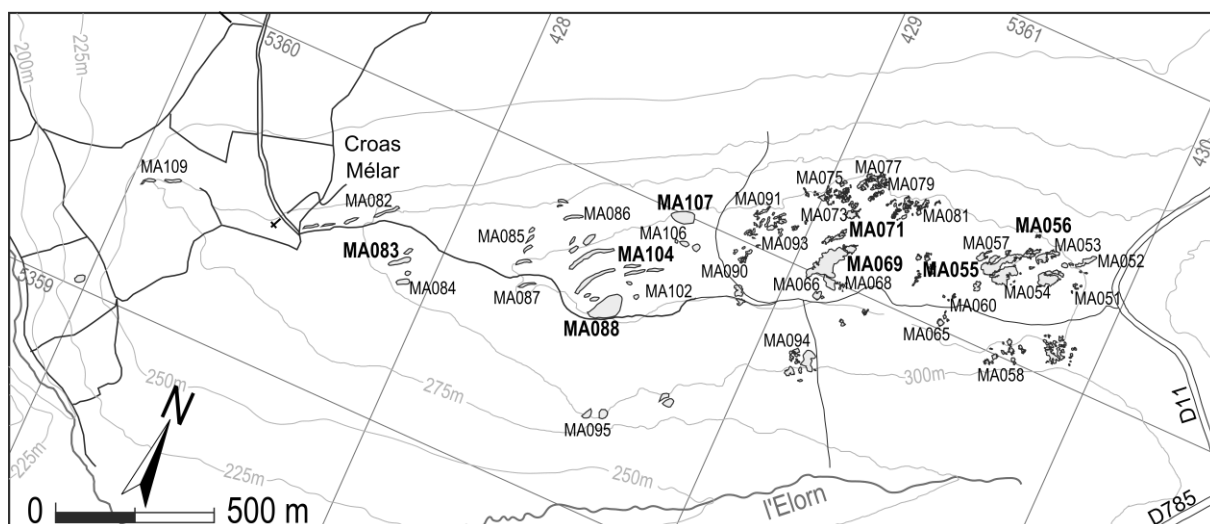 428
429
5361
5360
430
200m
225m
Croas
Mélar
MA109
MA082
MA083
MA084
MA085
MA086
MA087
MA088
MA104
MA102
MA106
MA107
MA091
MA093
MA090
MA075
MA077
MA079
MA073
MA081
MA071
MA069
MA068
MA066
MA055
MA057
MA056
MA053
MA052
MA054
MA051
MA060
MA065
MA058
MA094
MA095
5359
250m
275m
225m
250m
300m
N
0 500 m
l'Elorn
D11
D785